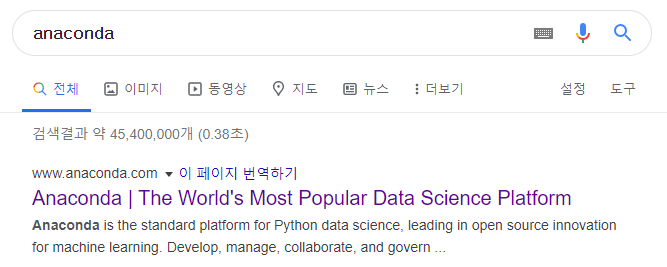 anaconda
전체 이미지 동영상 지도 뉴스 더보기 설정 도구
검색결과 약 45,400,000개 (0.38초)
www.anaconda.com 이 페이지 번역하기
Anaconda | The World's Most Popular Data Science Platform
Anaconda is the standard platform for Python data science, leading in open source innovation
for machine learning. Develop, manage, collaborate, and govern ...